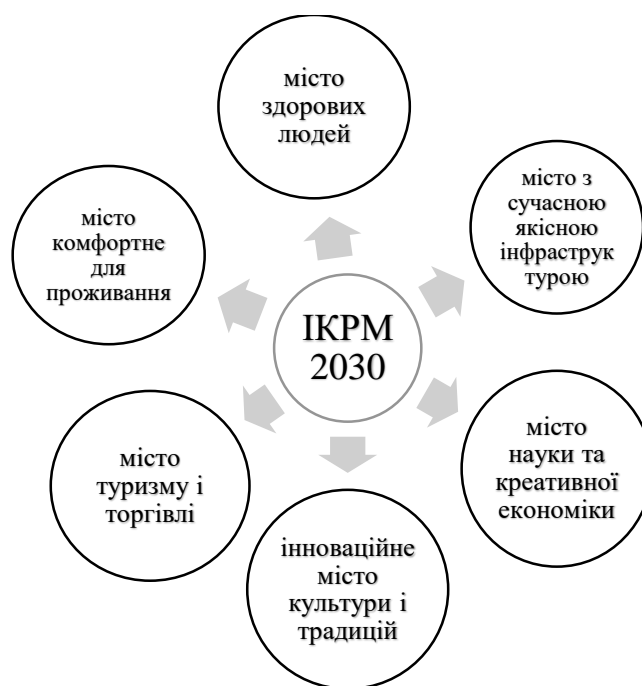 місто
здорових
людей
місто з
сучасною
якісною
інфраструк
турою
місто
комфортне
для
проживання
ІКРМ
2030
місто
науки та
креативної
економіки
місто
туризму і
торгівлі
інноваційне
місто
культури і
традицій